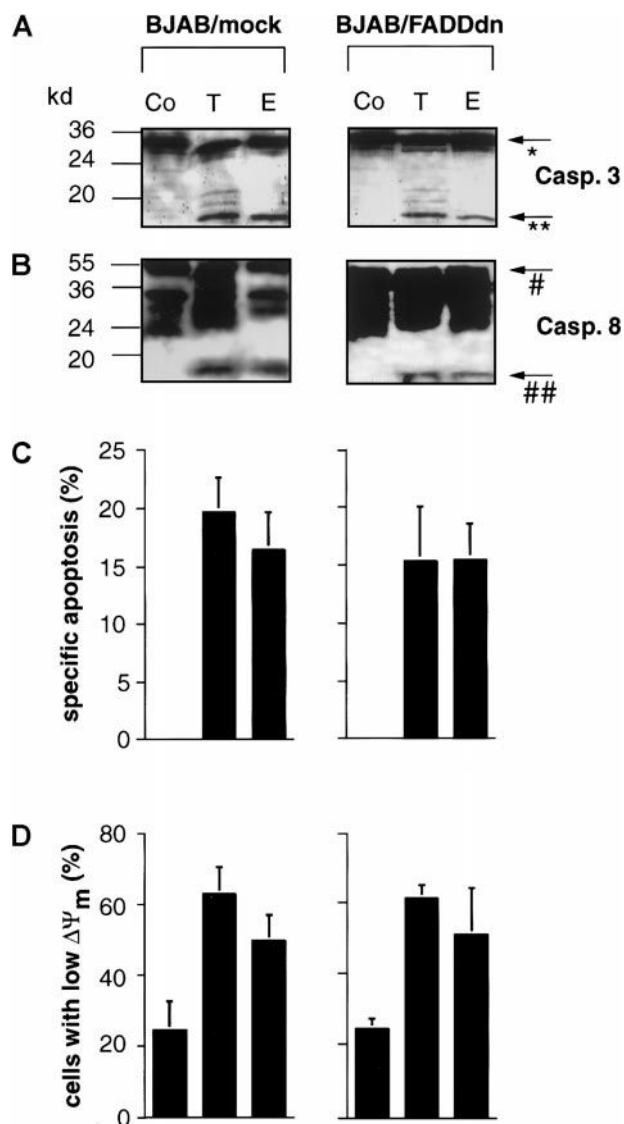 A BJAB/mock BJAB/FADDdn
kd Co T E Co T E
36
24
20
*
Casp. 3
**
B
55
36
24
20
#
Casp. 8
##
C
25
20
15
10
5
0
specific apoptosis (%)
D
80
60
40
20
0
cells with low ΔΨm (%)